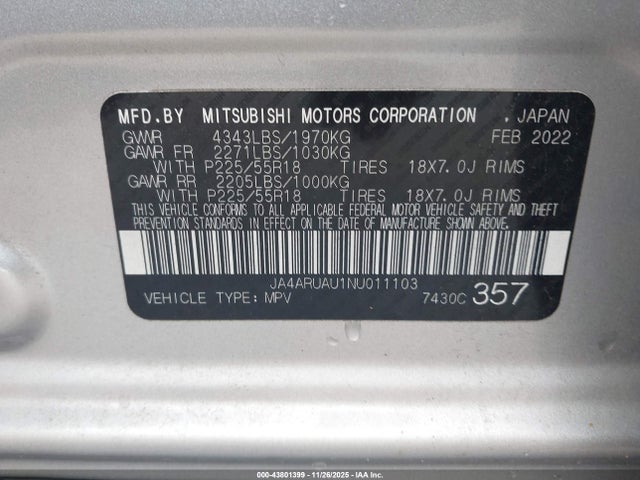 MFD.BY MITSUBISHI MOTORS CORPORATION . JAPAN
GVWR 4343LBS/1970KG FEB 2022
GAWR FR 2271LBS/1030KG
WITH P225/55R18 TIRES 18X7.0J RIMS
GAWR RR 2205LBS/1000KG
WITH P225/55R18 TIRES 18X7.0J RIMS
THIS VEHICLE CONFORMS TO ALL APPLICABLE FEDERAL MOTOR VEHICLE SAFETY AND THEFT
PREVENTION STANDARDS IN EFFECT ON THE DATE OF MANUFACTURE SHOWN ABOVE.
JA4ARUAU1NU011103
VEHICLE TYPE: MPV 7430C 357
000-43801399 11/26/2025 - IAA Inc.